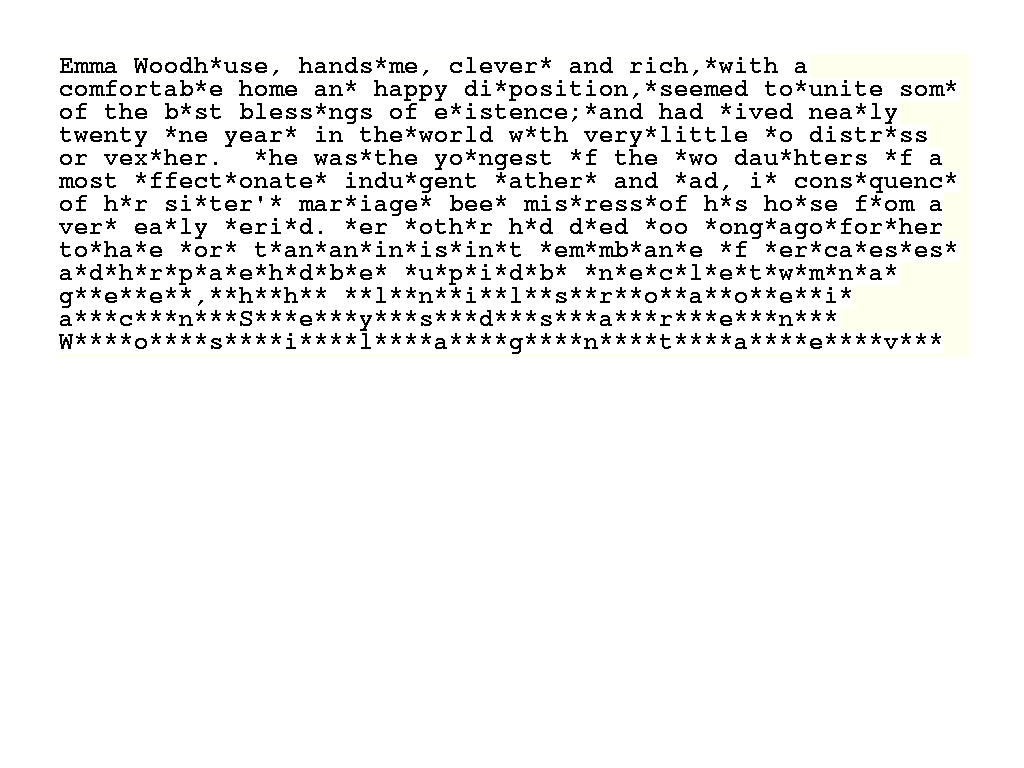 Emma Woodh*use, hands*me, clever* and rich,*with a
comfortab*e home an* happy di*position,*seemed to*unite som*
of the b*st bless*ngs of e*istence;*and had *ived nea*ly
twenty *ne year* in the*world w*th very*little *o distr*ss
or vex*her.  *he was*the yo*ngest *f the *wo dau*hters *f a
most *ffect*onate* indu*gent *ather* and *ad, i* cons*quenc*
of h*r si*ter'* mar*iage* bee* mis*ress*of h*s ho*se f*om a
ver* ea*ly *eri*d. *er *oth*r h*d d*ed *oo *ong*ago*for*her
to*ha*e *or* t*an*an*in*is*in*t *em*mb*an*e *f *er*ca*es*es*
a*d*h*r*p*a*e*h*d*b*e* *u*p*i*d*b* *n*e*c*l*e*t*w*m*n*a*
g**e**e**,**h**h** **l**n**i**l**s**r**o**a**o**e**i*
a***c***n***S***e***y***s***d***s***a***r***e***n***
W****o****s****i****l****a****g****n****t****a****e****v***